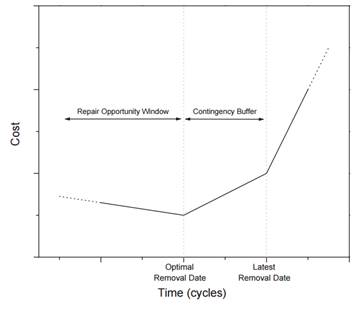 Repair Opportunity Window
Contingency Buffer
Cost
Optimal
Removal Date
Latest
Removal Date
Time (cycles)